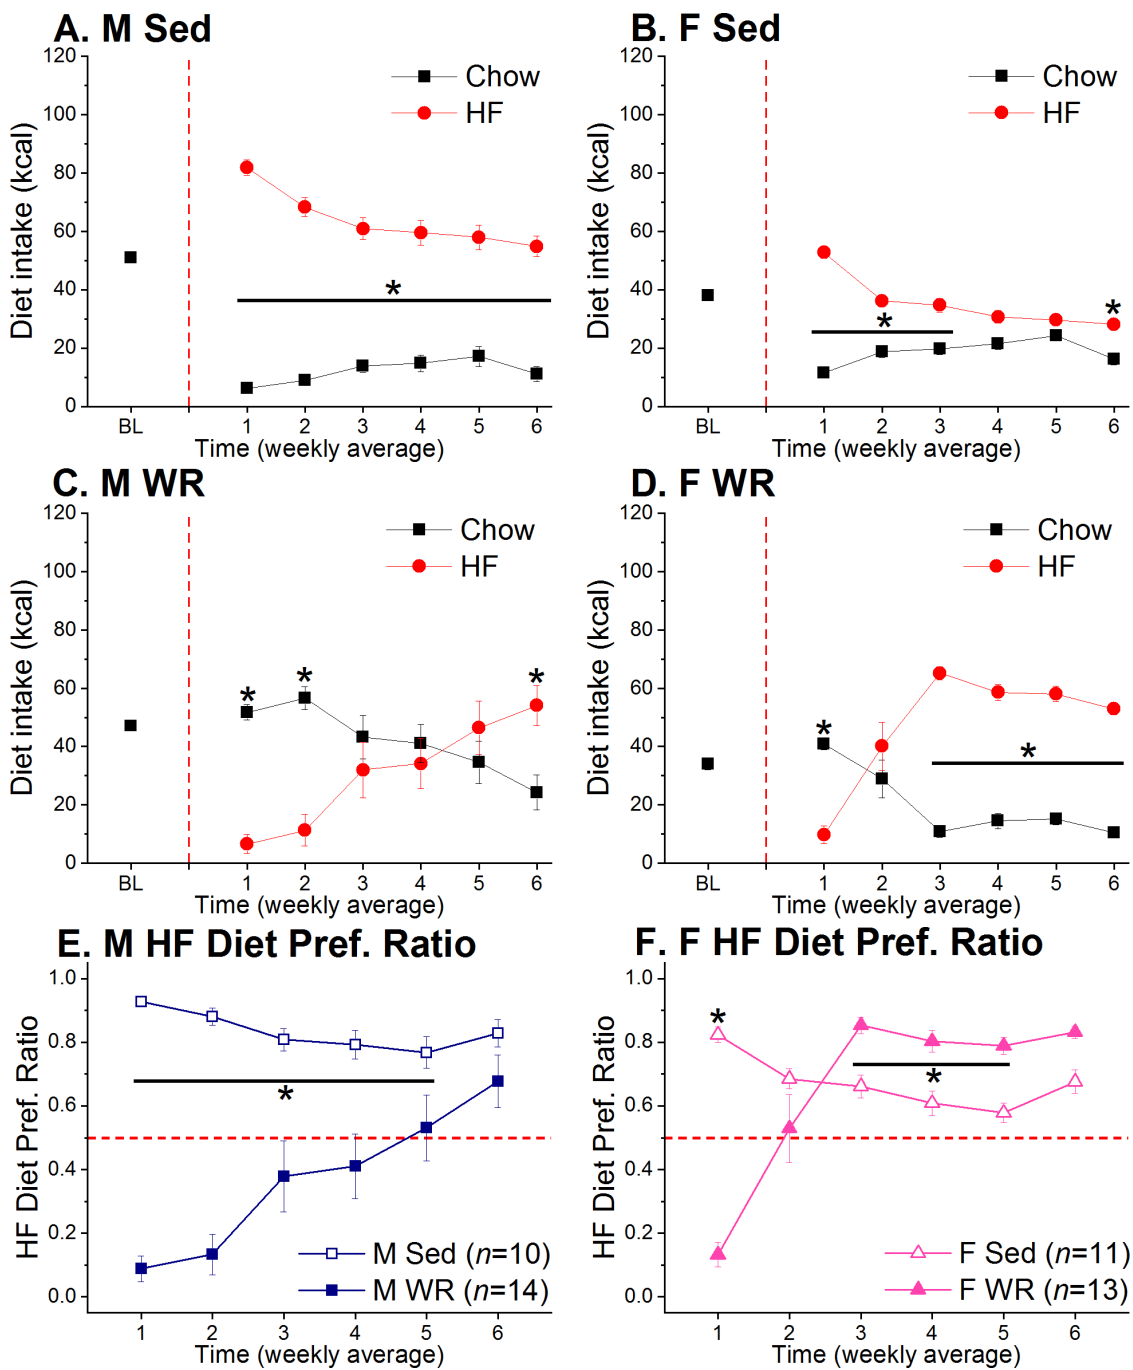 A. M Sed
Chow
HF
Diet intake (kcal)
120
100
80
60
40
20
0
*
BL 1 2 3 4 5 6
Time (weekly average)
B. F Sed
Chow
HF
Diet intake (kcal)
120
100
80
60
40
20
0
*
*
BL 1 2 3 4 5 6
Time (weekly average)
C. M WR
Chow
HF
Diet intake (kcal)
120
100
80
60
40
20
0
* * *
BL 1 2 3 4 5 6
Time (weekly average)
D. F WR
Chow
HF
Diet intake (kcal)
120
100
80
60
40
20
0
*
*
BL 1 2 3 4 5 6
Time (weekly average)
E. M HF Diet Pref. Ratio
HF Diet Pref. Ratio
1.0
0.8
0.6
0.4
0.2
0.0
*
M Sed (n=10)
M WR (n=14)
1 2 3 4 5 6
Time (weekly average)
F. F HF Diet Pref. Ratio
HF Diet Pref. Ratio
1.0
0.8
0.6
0.4
0.2
0.0
*
*
F Sed (n=11)
F WR (n=13)
1 2 3 4 5 6
Time (weekly average)